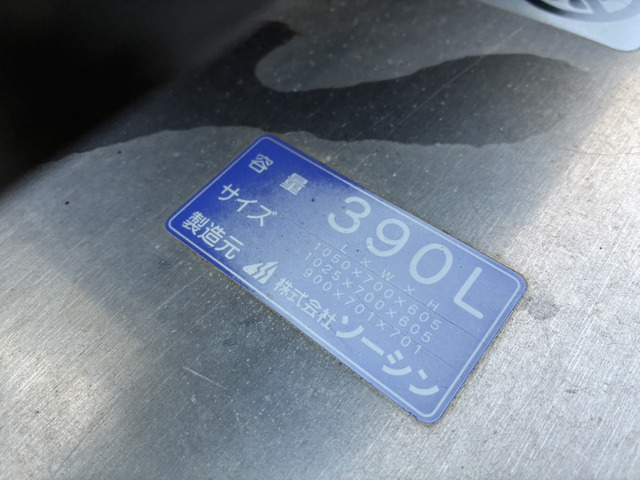 容量 390L
サイズ L × W × H
1050×700×605
1025×700×605
900×701×701
製造元 株式会社ソーシン